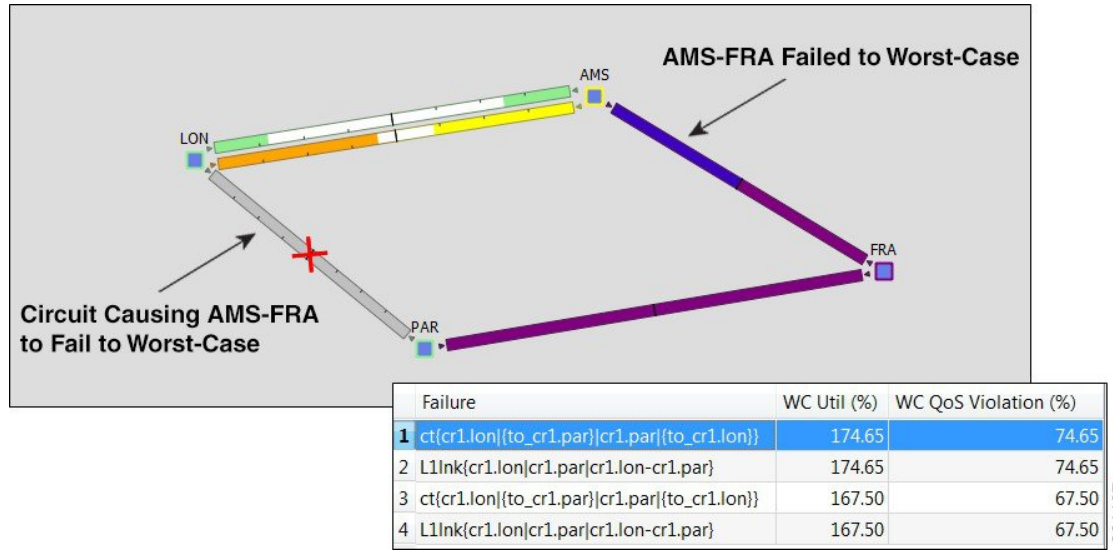 AMS-FRA Failed to Worst-Case
AMS
LON
FRA
Circuit Causing AMS-FRA
to Fail to Worst-Case
PAR
Failure WC Util (%) WC QoS Violation (%)
1 ct{cr1.lon|{to_cr1.par}|cr1.par|{to_cr1.lon}} 174.65 74.65
2 L1lnk{cr1.lon|cr1.par|cr1.lon-cr1.par} 174.65 74.65
3 ct{cr1.lon|{to_cr1.par}|cr1.par|{to_cr1.lon}} 167.50 67.50
4 L1lnk{cr1.lon|cr1.par|cr1.lon-cr1.par} 167.50 67.50